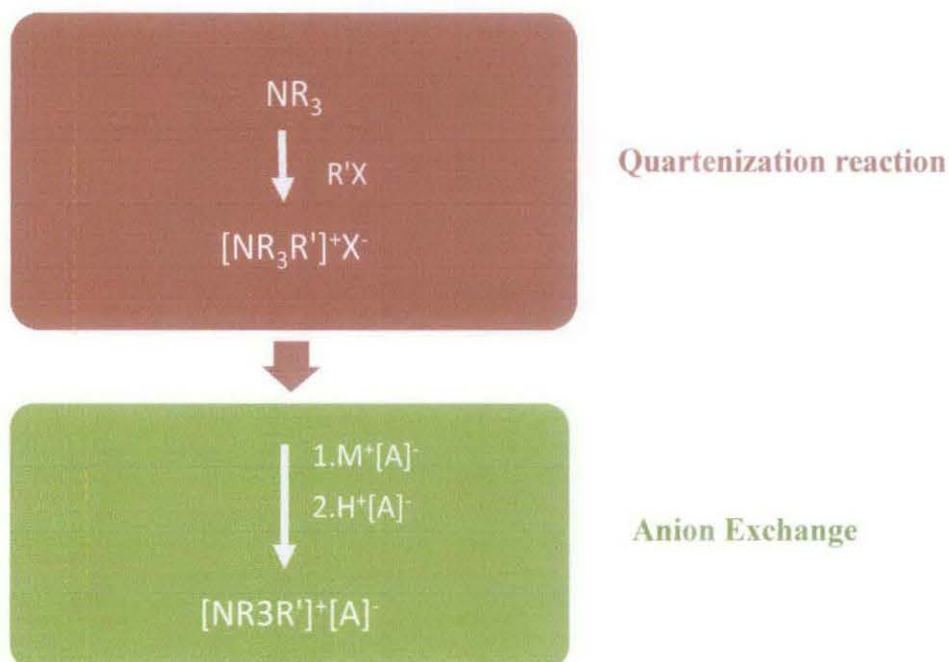 NR₃
R'X
Quartenization reaction
[NR₃R']⁺X⁻
1.M⁺[A]⁻
2.H⁺[A]⁻
Anion Exchange
[NR3R']⁺[A]⁻